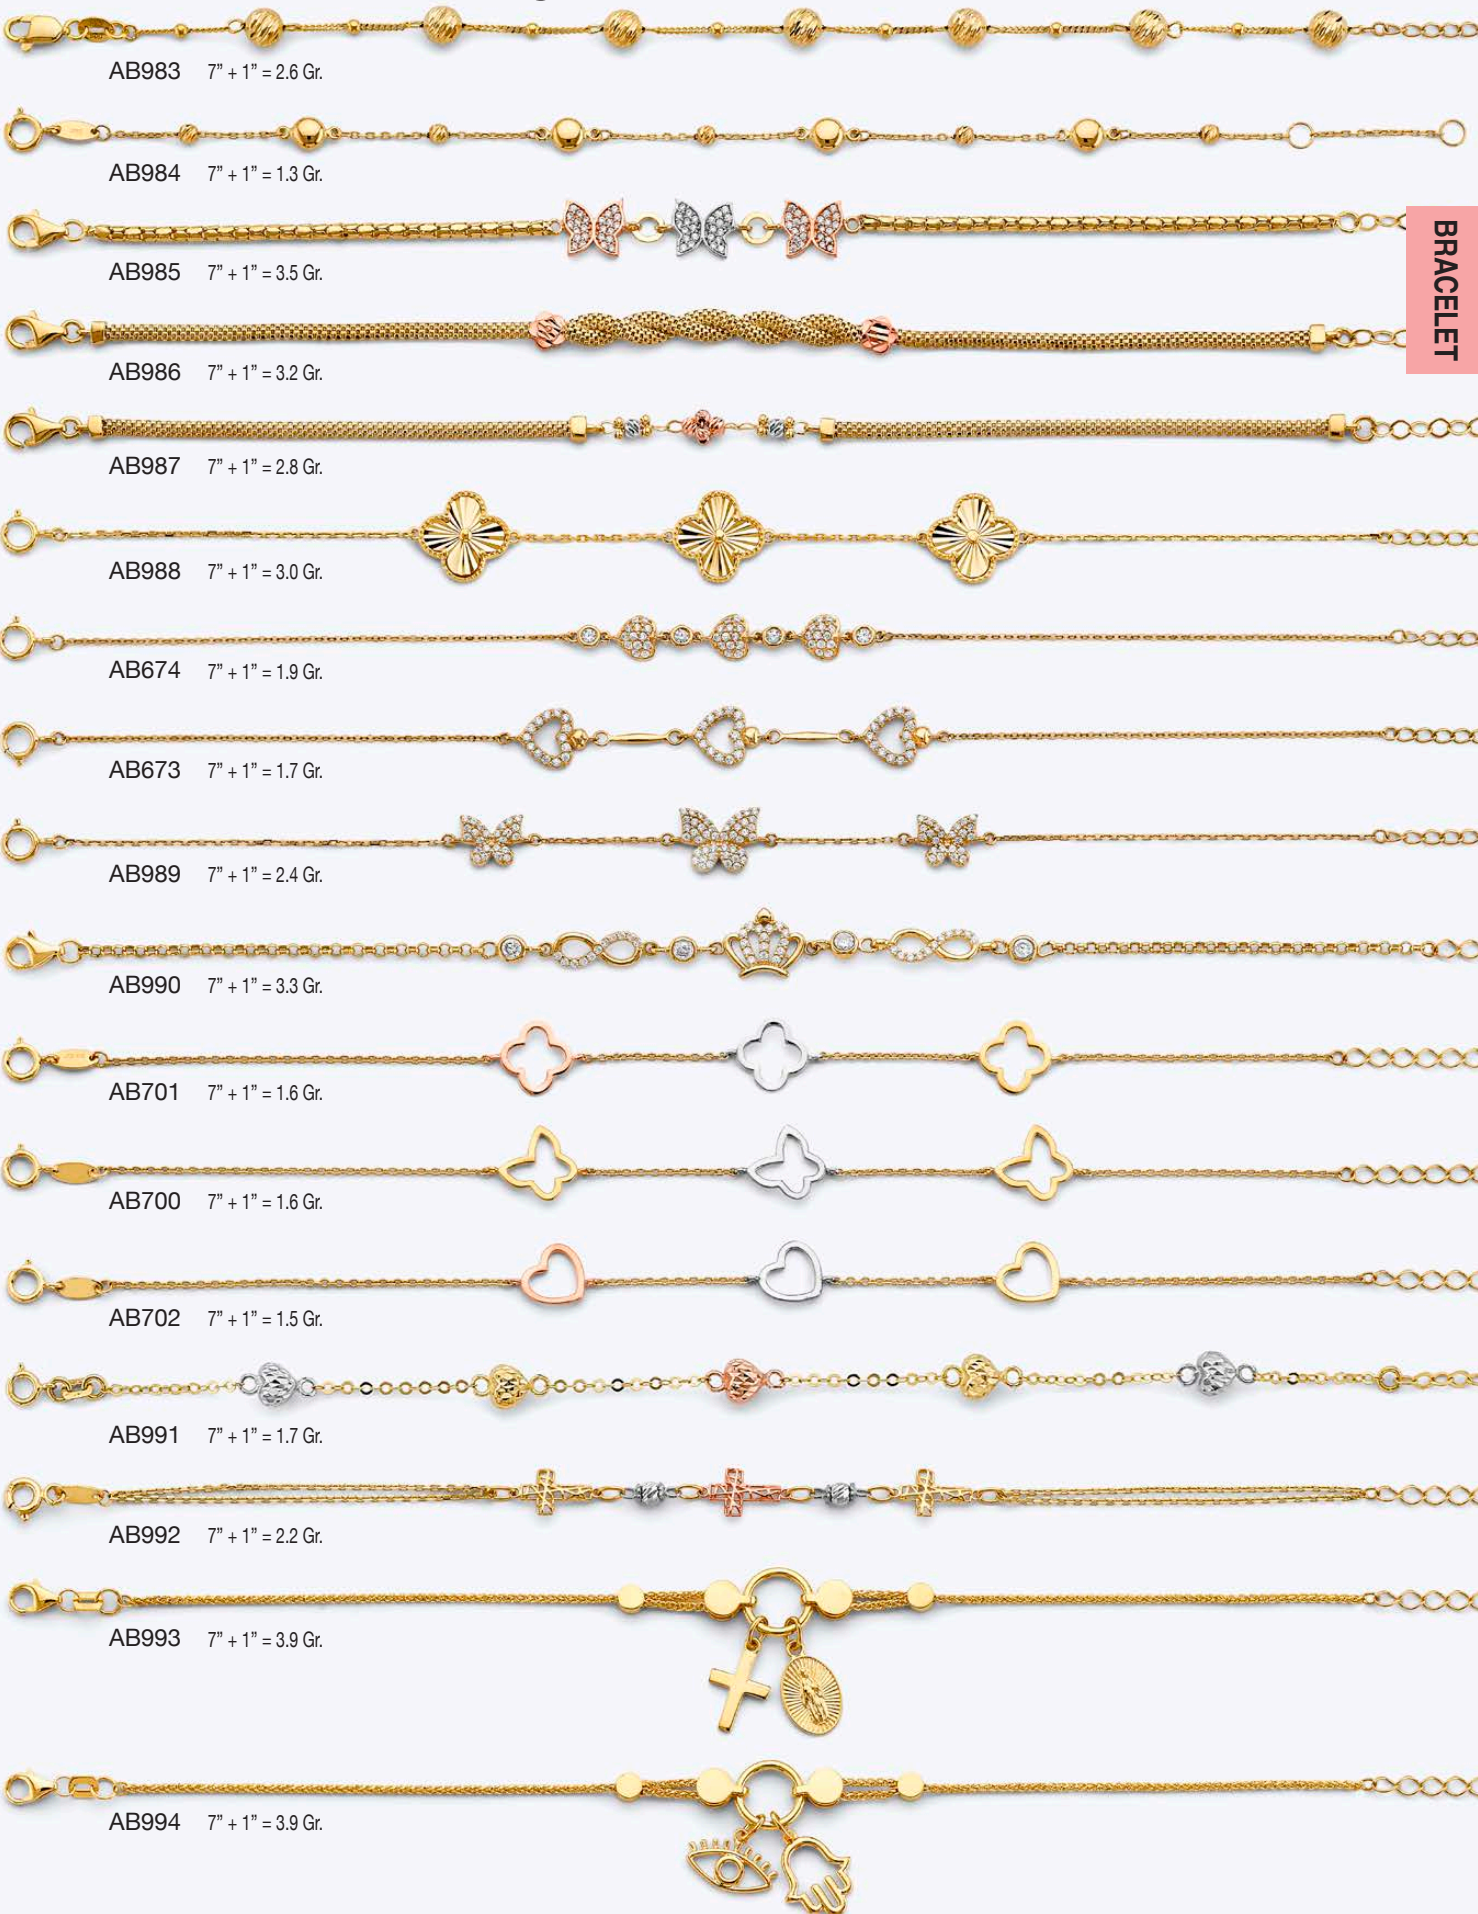 AB983 7” + 1” = 2.6 Gr.
AB984 7” + 1” = 1.3 Gr.
AB985 7” + 1” = 3.5 Gr.
BRACELET
AB986 7” + 1” = 3.2 Gr.
AB987 7” + 1” = 2.8 Gr.
AB988 7” + 1” = 3.0 Gr.
AB674 7” + 1” = 1.9 Gr.
AB673 7” + 1” = 1.7 Gr.
AB989 7” + 1” = 2.4 Gr.
AB990 7” + 1” = 3.3 Gr.
AB701 7” + 1” = 1.6 Gr.
AB700 7” + 1” = 1.6 Gr.
AB702 7” + 1” = 1.5 Gr.
AB991 7” + 1” = 1.7 Gr.
AB992 7” + 1” = 2.2 Gr.
AB993 7” + 1” = 3.9 Gr.
AB994 7” + 1” = 3.9 Gr.